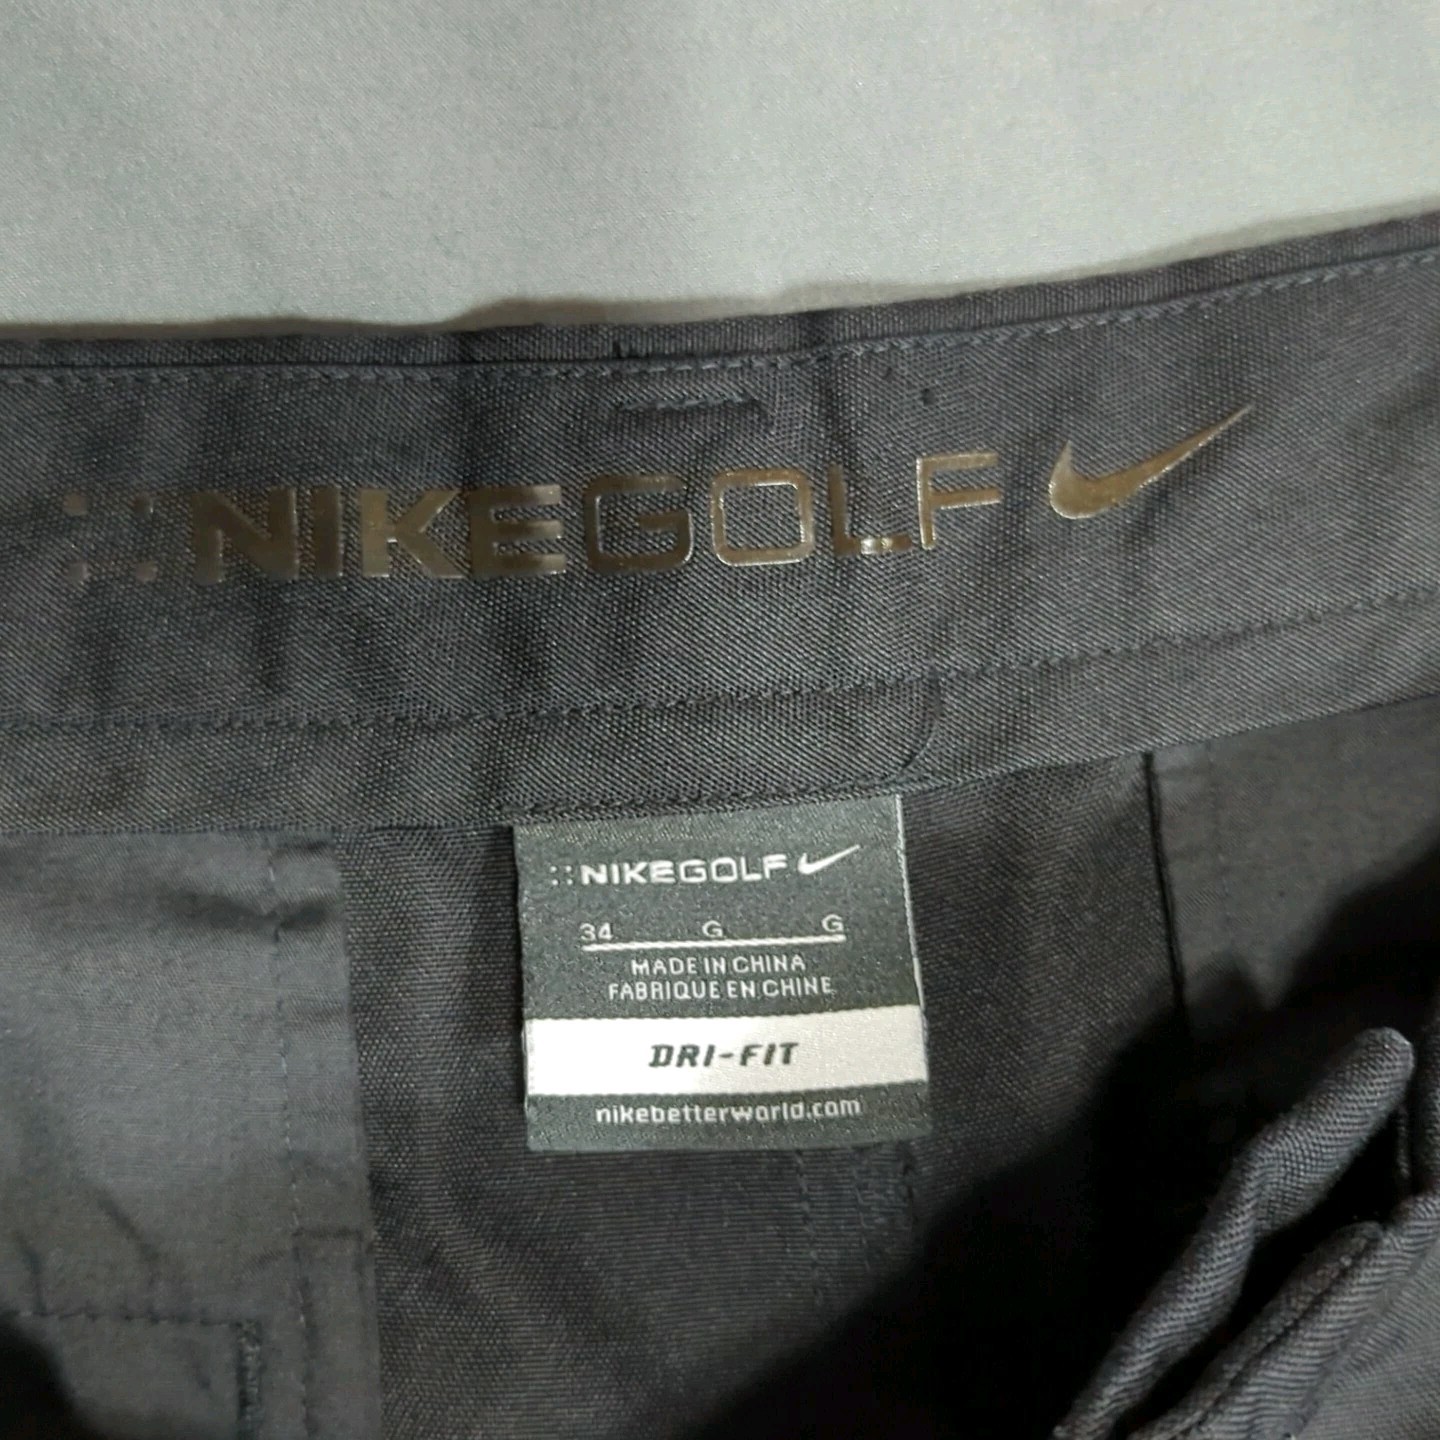 NIKEGOLF
::NIKEGOLF
34 G G
MADE IN CHINA
FABRIQUE EN CHINE
DRI-FIT
nikebetterworld.com